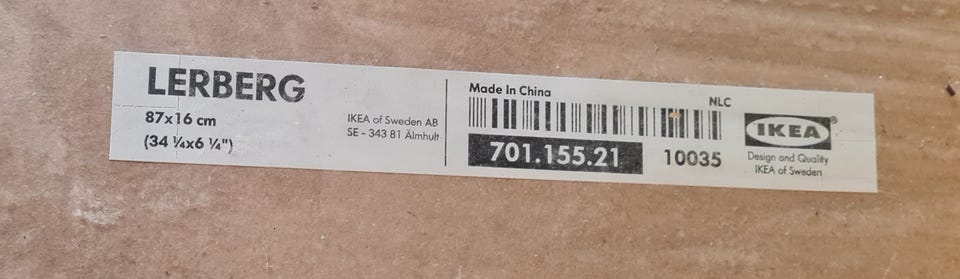 LERBERG
87x16 cm
(34 ¼x6 ¼")
IKEA of Sweden AB
SE - 343 81 Älmhult
Made In China
NLC
701.155.21
10035
IKEA®
Design and Quality
IKEA of Sweden